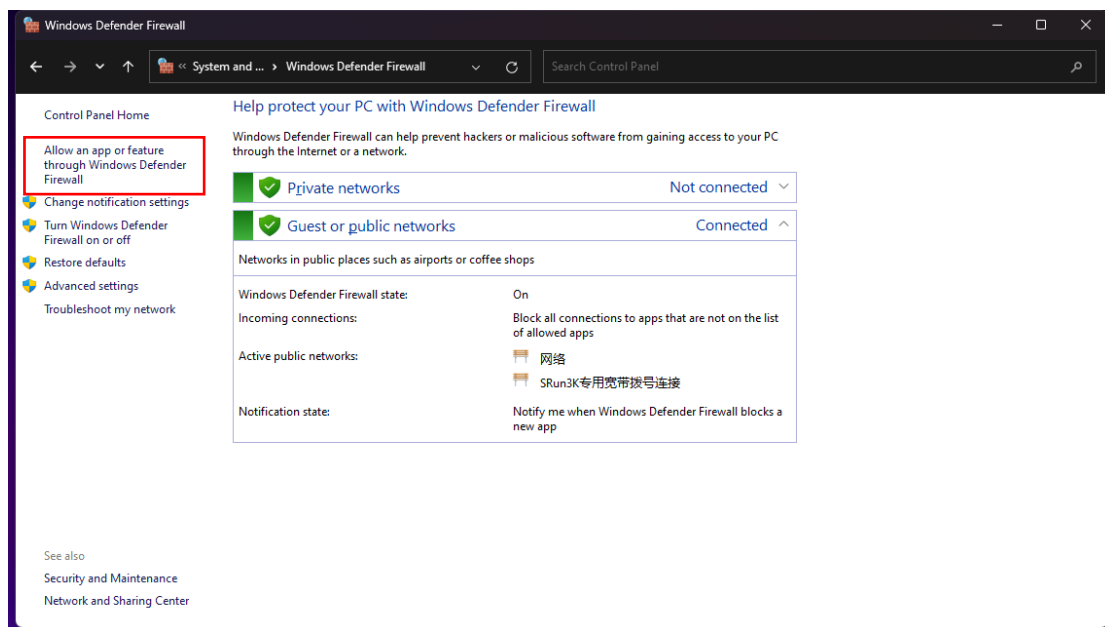 Windows Defender Firewall
« System and ... › Windows Defender Firewall
Search Control Panel
Control Panel Home
Allow an app or feature
through Windows Defender
Firewall
Change notification settings
Turn Windows Defender
Firewall on or off
Restore defaults
Advanced settings
Troubleshoot my network
See also
Security and Maintenance
Network and Sharing Center
Help protect your PC with Windows Defender Firewall
Windows Defender Firewall can help prevent hackers or malicious software from gaining access to your PC
through the Internet or a network.
Private networks Not connected
Guest or public networks Connected
Networks in public places such as airports or coffee shops
Windows Defender Firewall state: On
Incoming connections: Block all connections to apps that are not on the list
of allowed apps
Active public networks: 网络
SRun3K专用宽带拨号连接
Notification state: Notify me when Windows Defender Firewall blocks a
new app